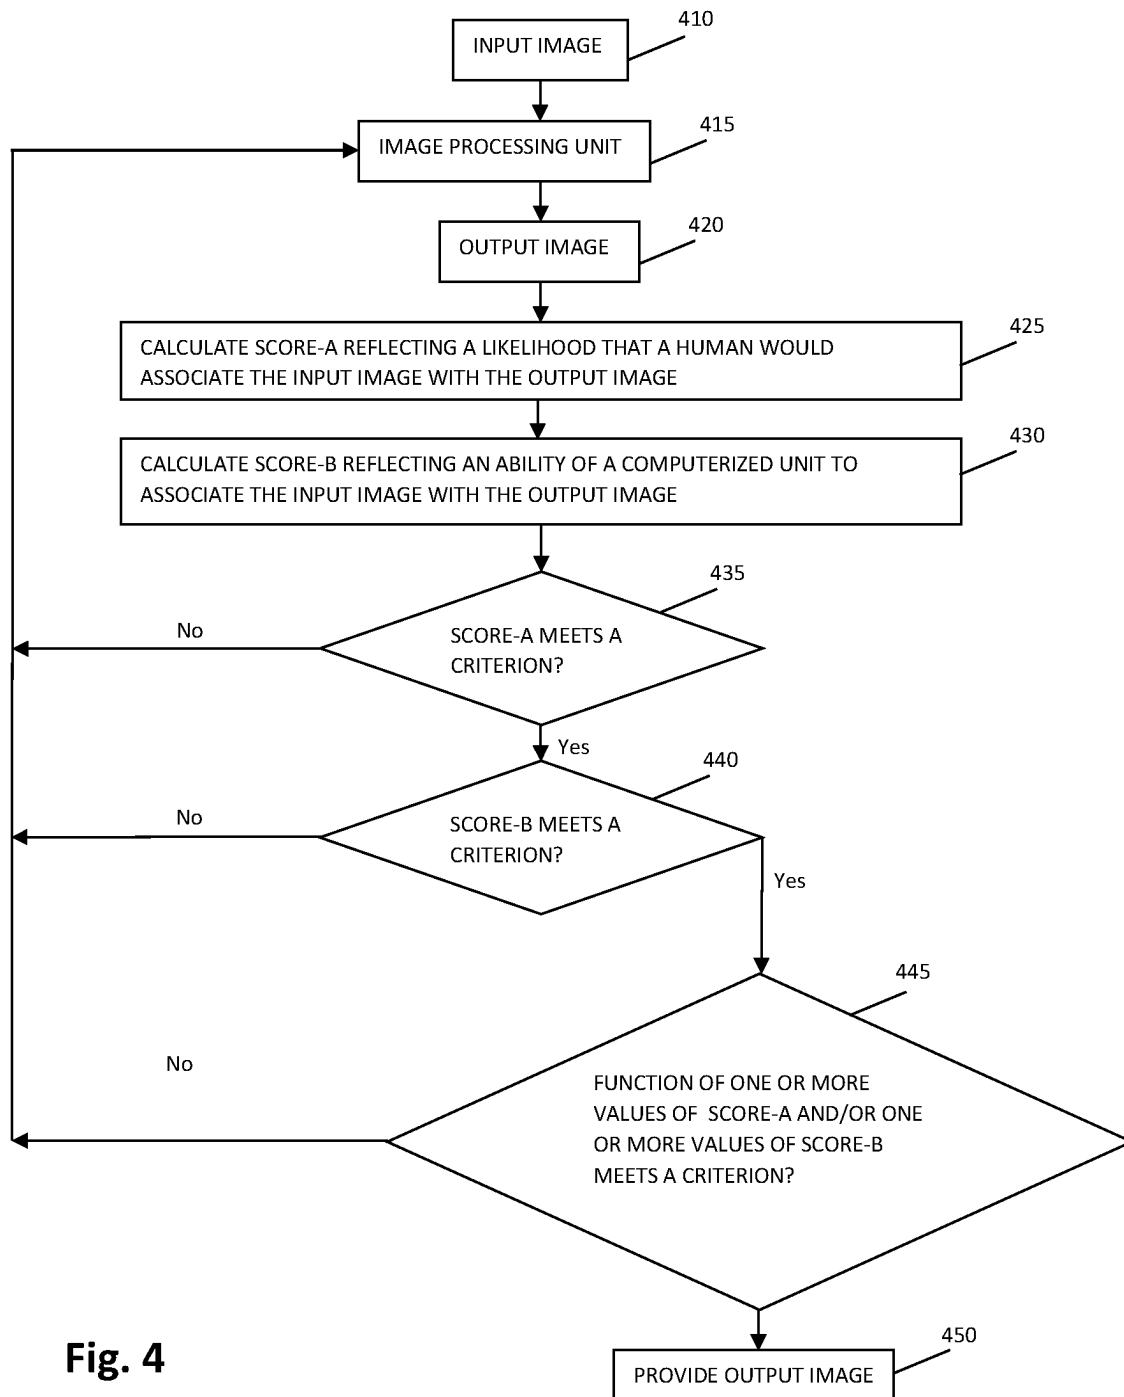 410
INPUT IMAGE
415
IMAGE PROCESSING UNIT
420
OUTPUT IMAGE
425
CALCULATE SCORE-A REFLECTING A LIKELIHOOD THAT A HUMAN WOULD
ASSOCIATE THE INPUT IMAGE WITH THE OUTPUT IMAGE
430
CALCULATE SCORE-B REFLECTING AN ABILITY OF A COMPUTERIZED UNIT TO
ASSOCIATE THE INPUT IMAGE WITH THE OUTPUT IMAGE
435
No
SCORE-A MEETS A
CRITERION?
Yes
440
No
SCORE-B MEETS A
CRITERION?
Yes
445
No
FUNCTION OF ONE OR MORE
VALUES OF SCORE-A AND/OR ONE
OR MORE VALUES OF SCORE-B
MEETS A CRITERION?
450
PROVIDE OUTPUT IMAGE
Fig. 4